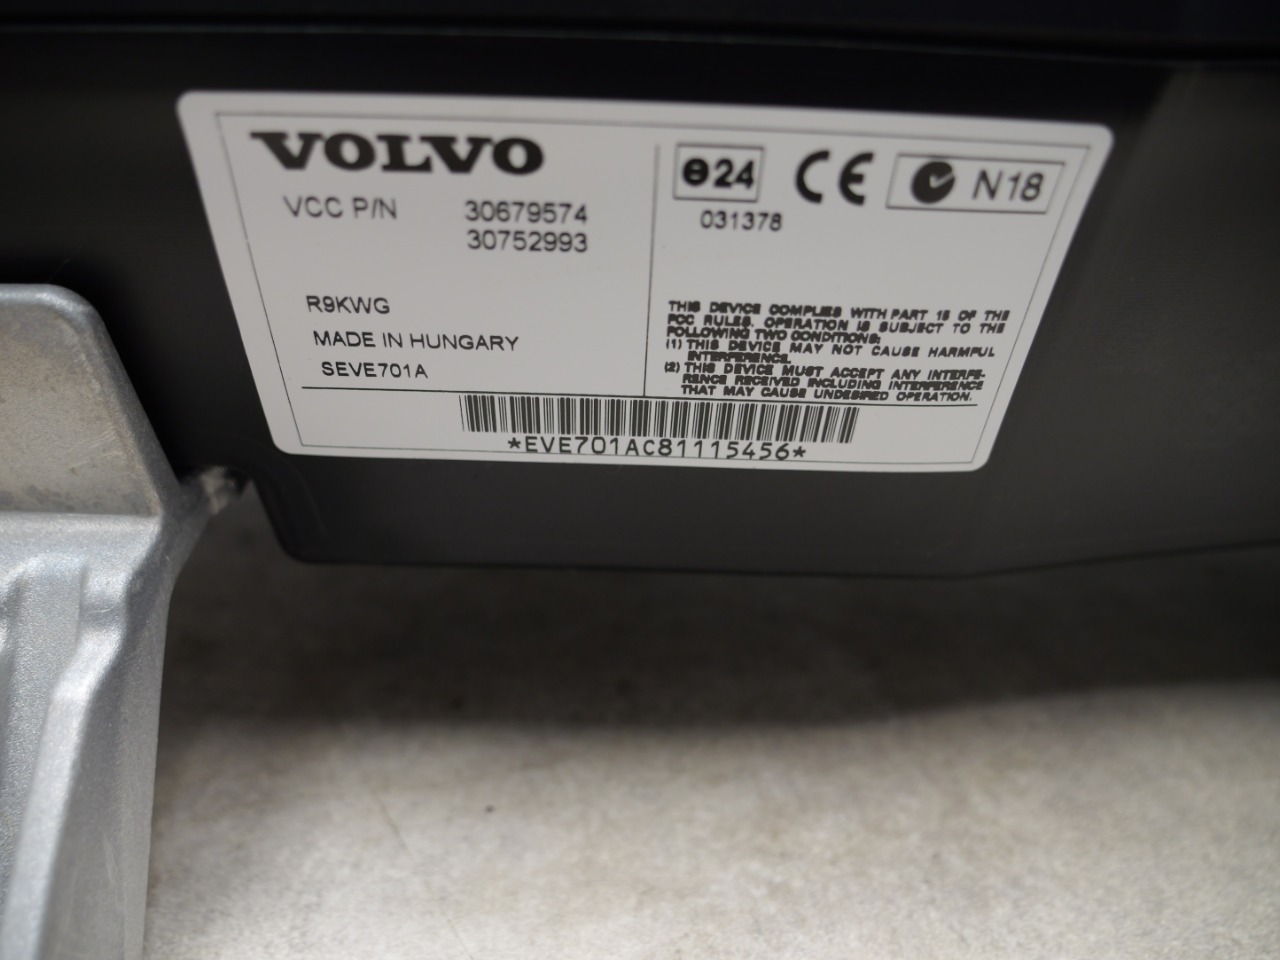 VOLVO
VCC P/N 30679574
30752993
R9KWG
MADE IN HUNGARY
SEVE701A
e24 CE N18
031378
THIS DEVICE COMPLIES WITH PART 15 OF THE
FCC RULES. OPERATION IS SUBJECT TO THE
FOLLOWING TWO CONDITIONS:
(1) THIS DEVICE MAY NOT CAUSE HARMFUL
INTERFERENCE.
(2) THIS DEVICE MUST ACCEPT ANY INTERFE-
RENCE RECEIVED INCLUDING INTERFERENCE
THAT MAY CAUSE UNDESIRED OPERATION.
*EVE701AC81115456*